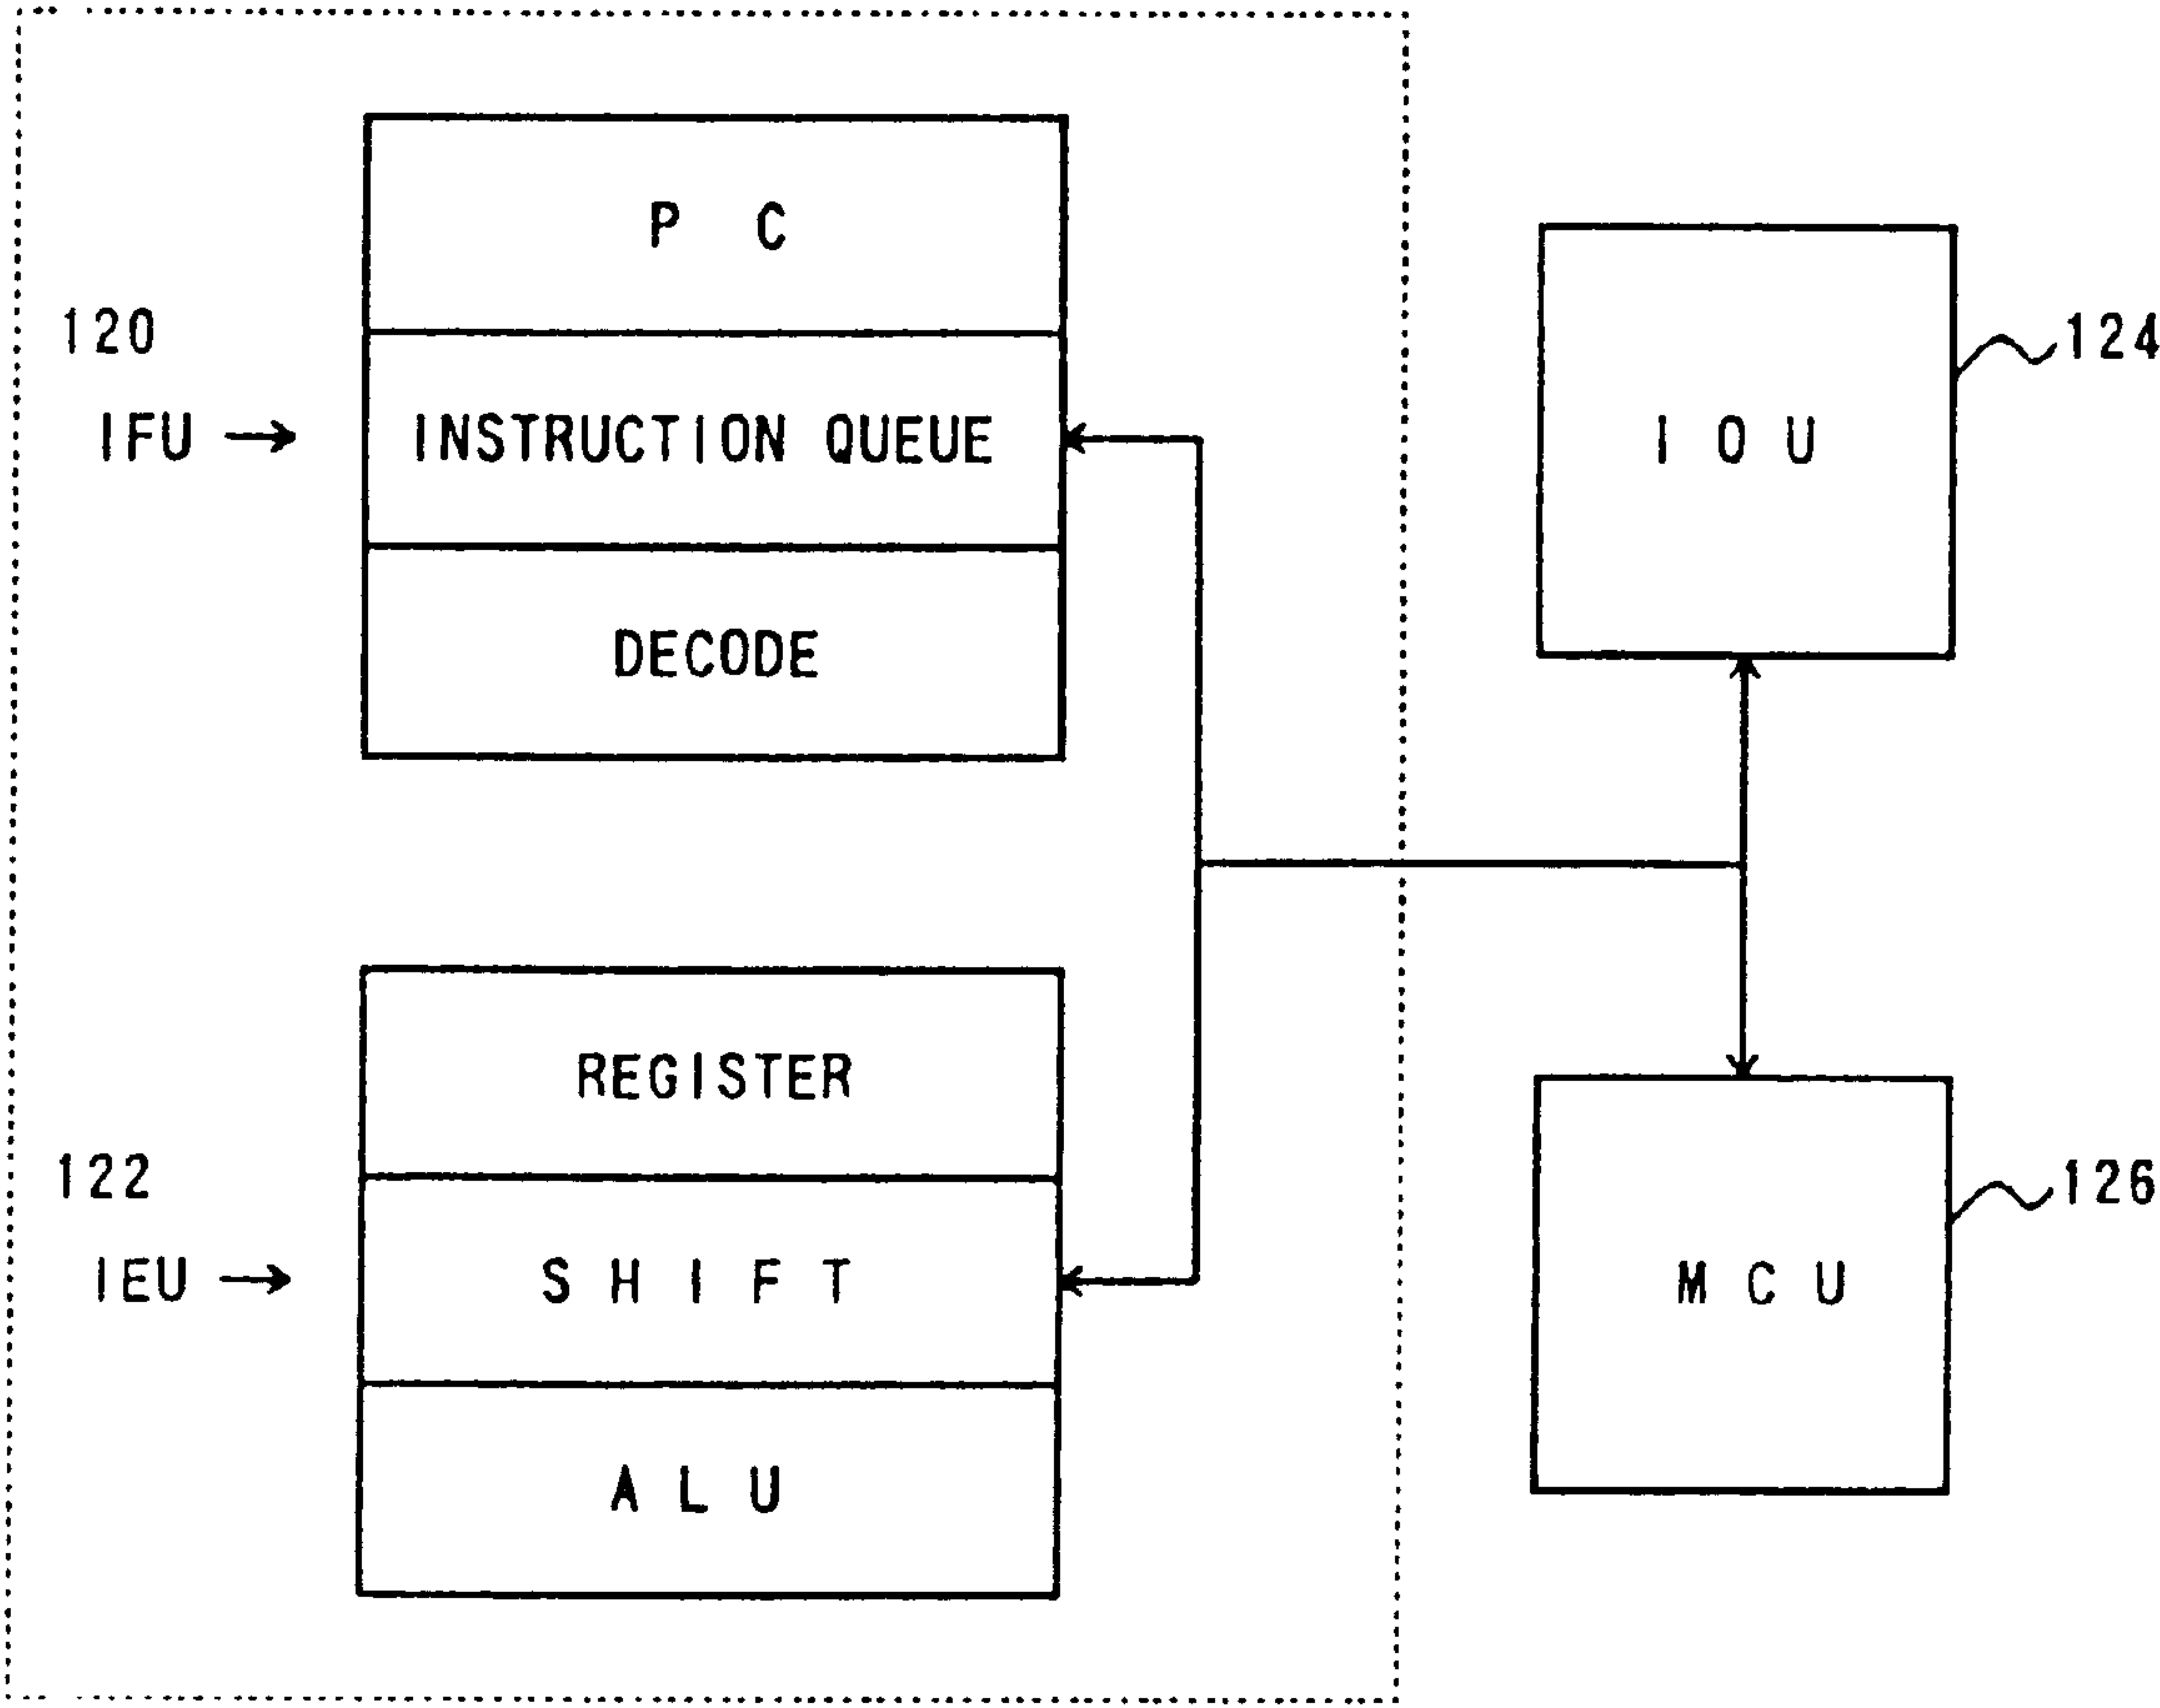 P C
120
124
IFU →
INSTRUCTION QUEUE
I O U
DECODE
REGISTER
122
126
IEU →
S H I F T
M C U
A L U